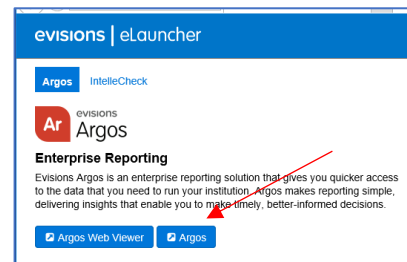 evisions | eLauncher
Argos IntelleCheck
Ar evisions
Argos
Enterprise Reporting
Evisions Argos is an enterprise reporting solution that gives you quicker access
to the data that you need to run your institution. Argos makes reporting simple,
delivering insights that enable you to make timely, better-informed decisions.
Argos Web Viewer Argos